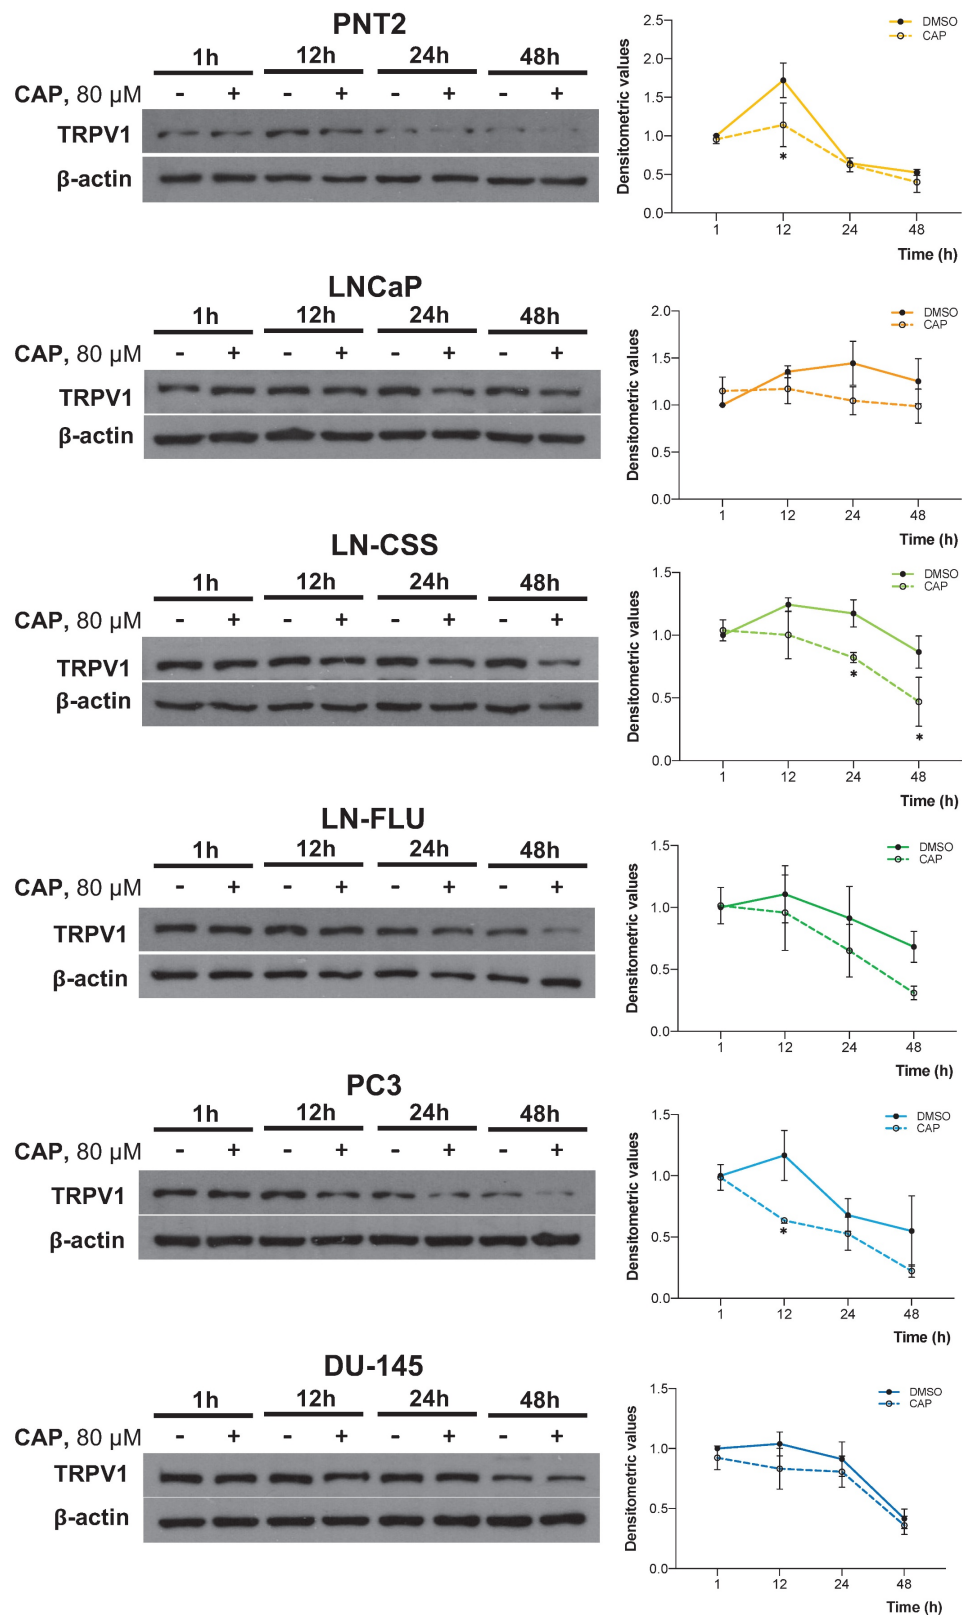 PNT2
1h 12h 24h 48h
CAP, 80 µM - + - + - + - +
TRPV1
β-actin
2.5
2.0
1.5
1.0
0.5
0.0
Densitometric values
DMSO
CAP
*
1 12 24 48
Time (h)
LNCaP
1h 12h 24h 48h
CAP, 80 µM - + - + - + - +
TRPV1
β-actin
2.0
1.5
1.0
0.5
0.0
Densitometric values
DMSO
CAP
1 12 24 48
Time (h)
LN-CSS
1h 12h 24h 48h
CAP, 80 µM - + - + - + - +
TRPV1
β-actin
1.5
1.0
0.5
0.0
Densitometric values
DMSO
CAP
*
*
1 12 24 48
Time (h)
LN-FLU
1h 12h 24h 48h
CAP, 80 µM - + - + - + - +
TRPV1
β-actin
1.5
1.0
0.5
0.0
Densitometric values
DMSO
CAP
1 12 24 48
Time (h)
PC3
1h 12h 24h 48h
CAP, 80 µM - + - + - + - +
TRPV1
β-actin
1.5
1.0
0.5
0.0
Densitometric values
DMSO
CAP
*
1 12 24 48
Time (h)
DU-145
1h 12h 24h 48h
CAP, 80 µM - + - + - + - +
TRPV1
β-actin
1.5
1.0
0.5
0.0
Densitometric values
DMSO
CAP
1 12 24 48
Time (h)